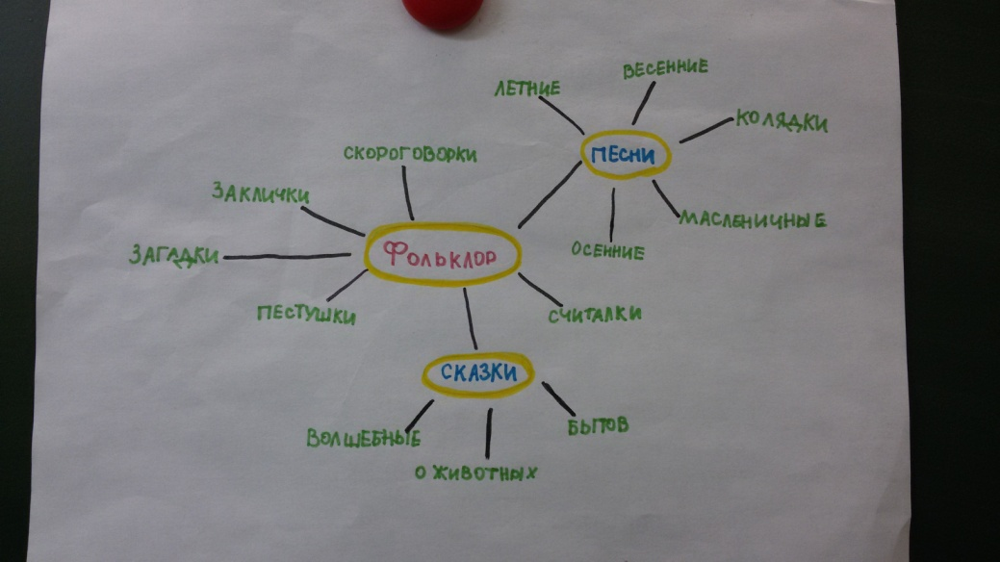 ВЕСЕННИЕ
ЛЕТНИЕ
КОЛЯДКИ
ПЕСНИ
СКОРОГОВОРКИ
ЗАКЛИЧКИ
МАСЛЕНИЧНЫЕ
ОСЕННИЕ
ЗАГАДКИ
ФОЛЬКЛОР
ПЕСТУШКИ
СЧИТАЛКИ
СКАЗКИ
ВОЛШЕБНЫЕ
БЫТОВ
О ЖИВОТНЫХ